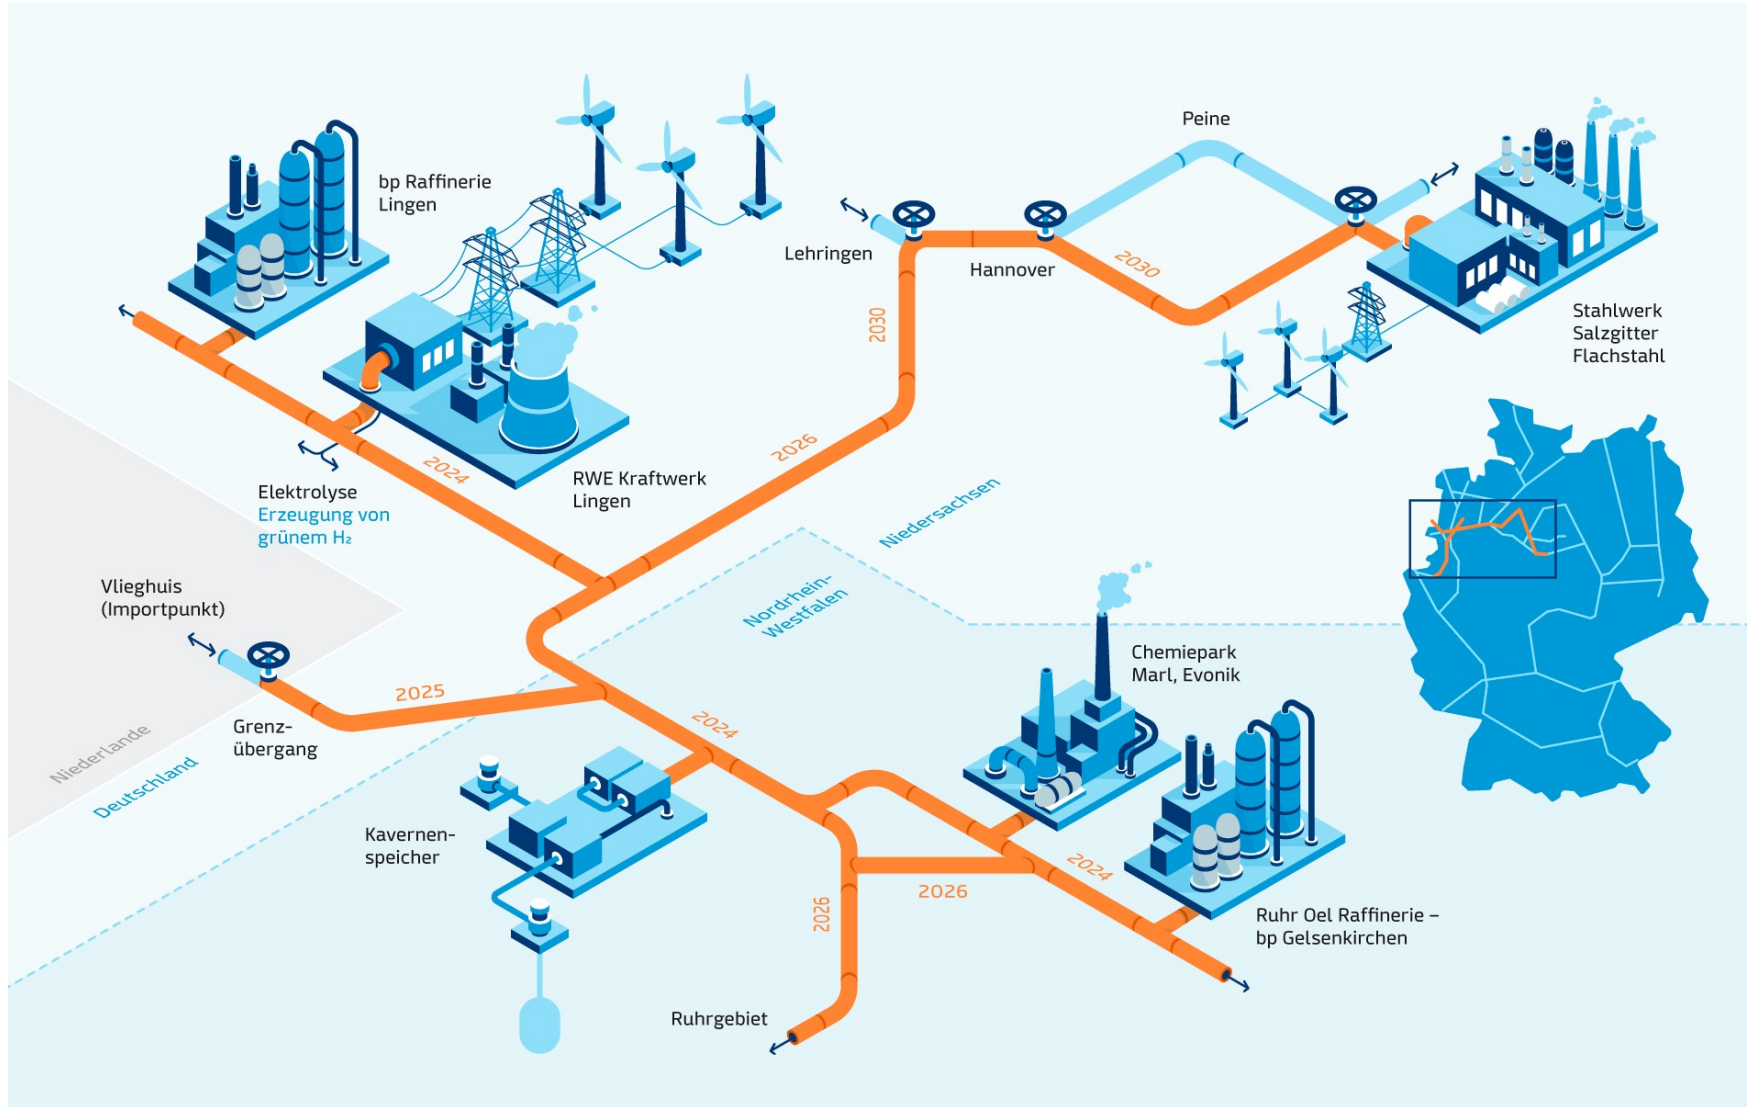 Peine
bp Raffinerie
Lingen
Lehringen
Hannover
2030
2030
Stahlwerk
Salzgitter
Flachstahl
2026
2024
RWE Kraftwerk
Lingen
Elektrolyse
Erzeugung von
grünem H₂
Niedersachsen
Nordrhein-
Westfalen
Vlieghuis
(Importpunkt)
2025
Grenz-
übergang
Niederlande
Deutschland
2024
Chemiepark
Marl, Evonik
Kavernen-
speicher
2024
2026
2026
Ruhr Oel Raffinerie –
bp Gelsenkirchen
Ruhrgebiet